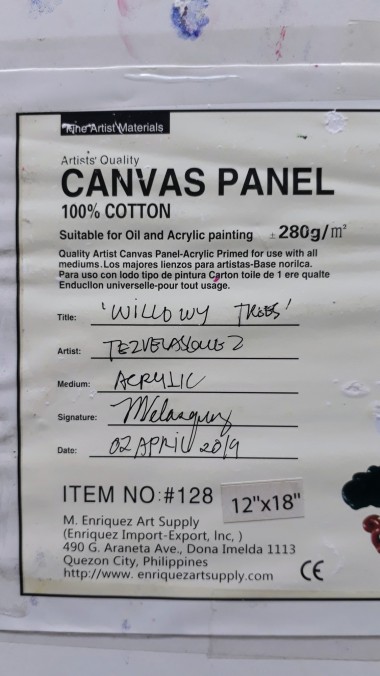 Fine Artist Materials
Artists' Quality
CANVAS PANEL
100% COTTON
Suitable for Oil and Acrylic painting ±280g/m²
Quality Artist Canvas Panel-Acrylic Primed for use with all
mediums.Los majores lienzos para artistas-Base norilca.
Para uso con lodo tipo de pintura Carton toile de 1 ere qualte
Enducllon universelle-pour tout usage.
Title: 'WILLOWY TREES'
Artist: TEZVELASQUEZ
Medium: ACRYLIC
Signature:
Date: 02 APRIL 2019
ITEM NO:#128 12"x18"
M. Enriquez Art Supply
(Enriquez Import-Export, Inc, )
490 G. Araneta Ave., Dona Imelda 1113
Quezon City, Philippines
http://www. enriquezartsupply.com CE